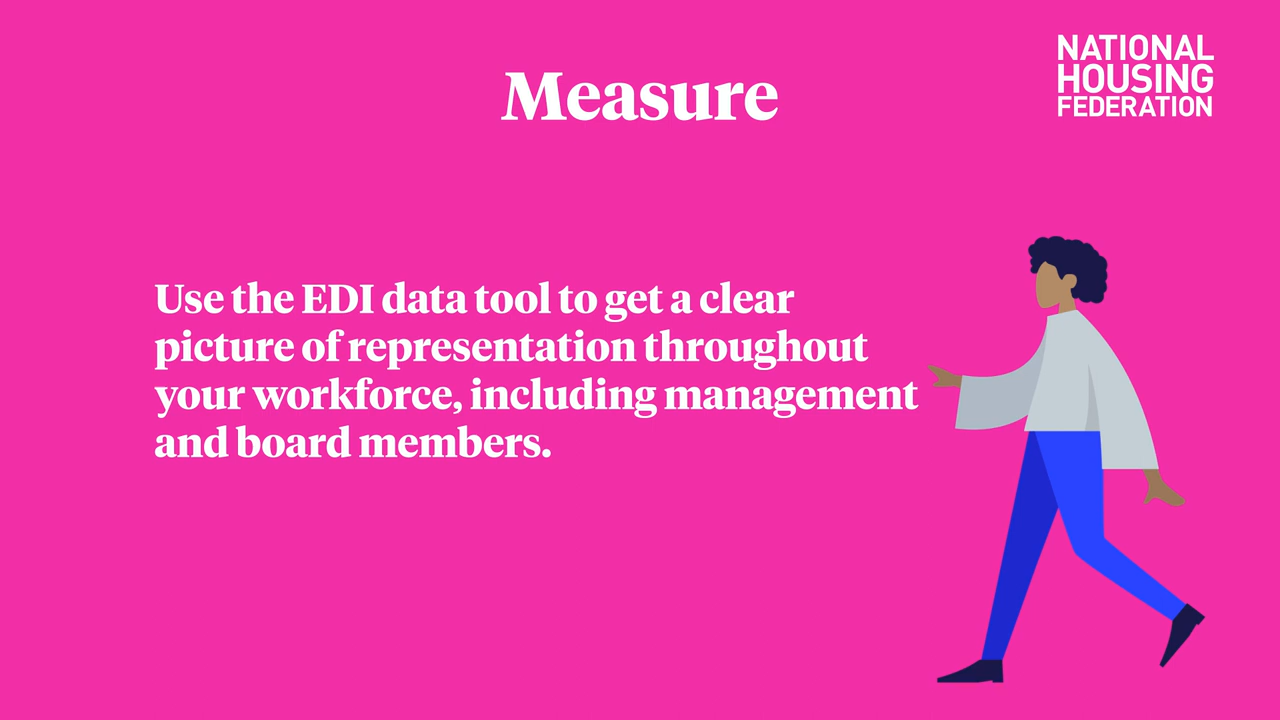 NATIONAL
HOUSING
FEDERATION
Measure
Use the EDI data tool to get a clear
picture of representation throughout
your workforce, including management
and board members.